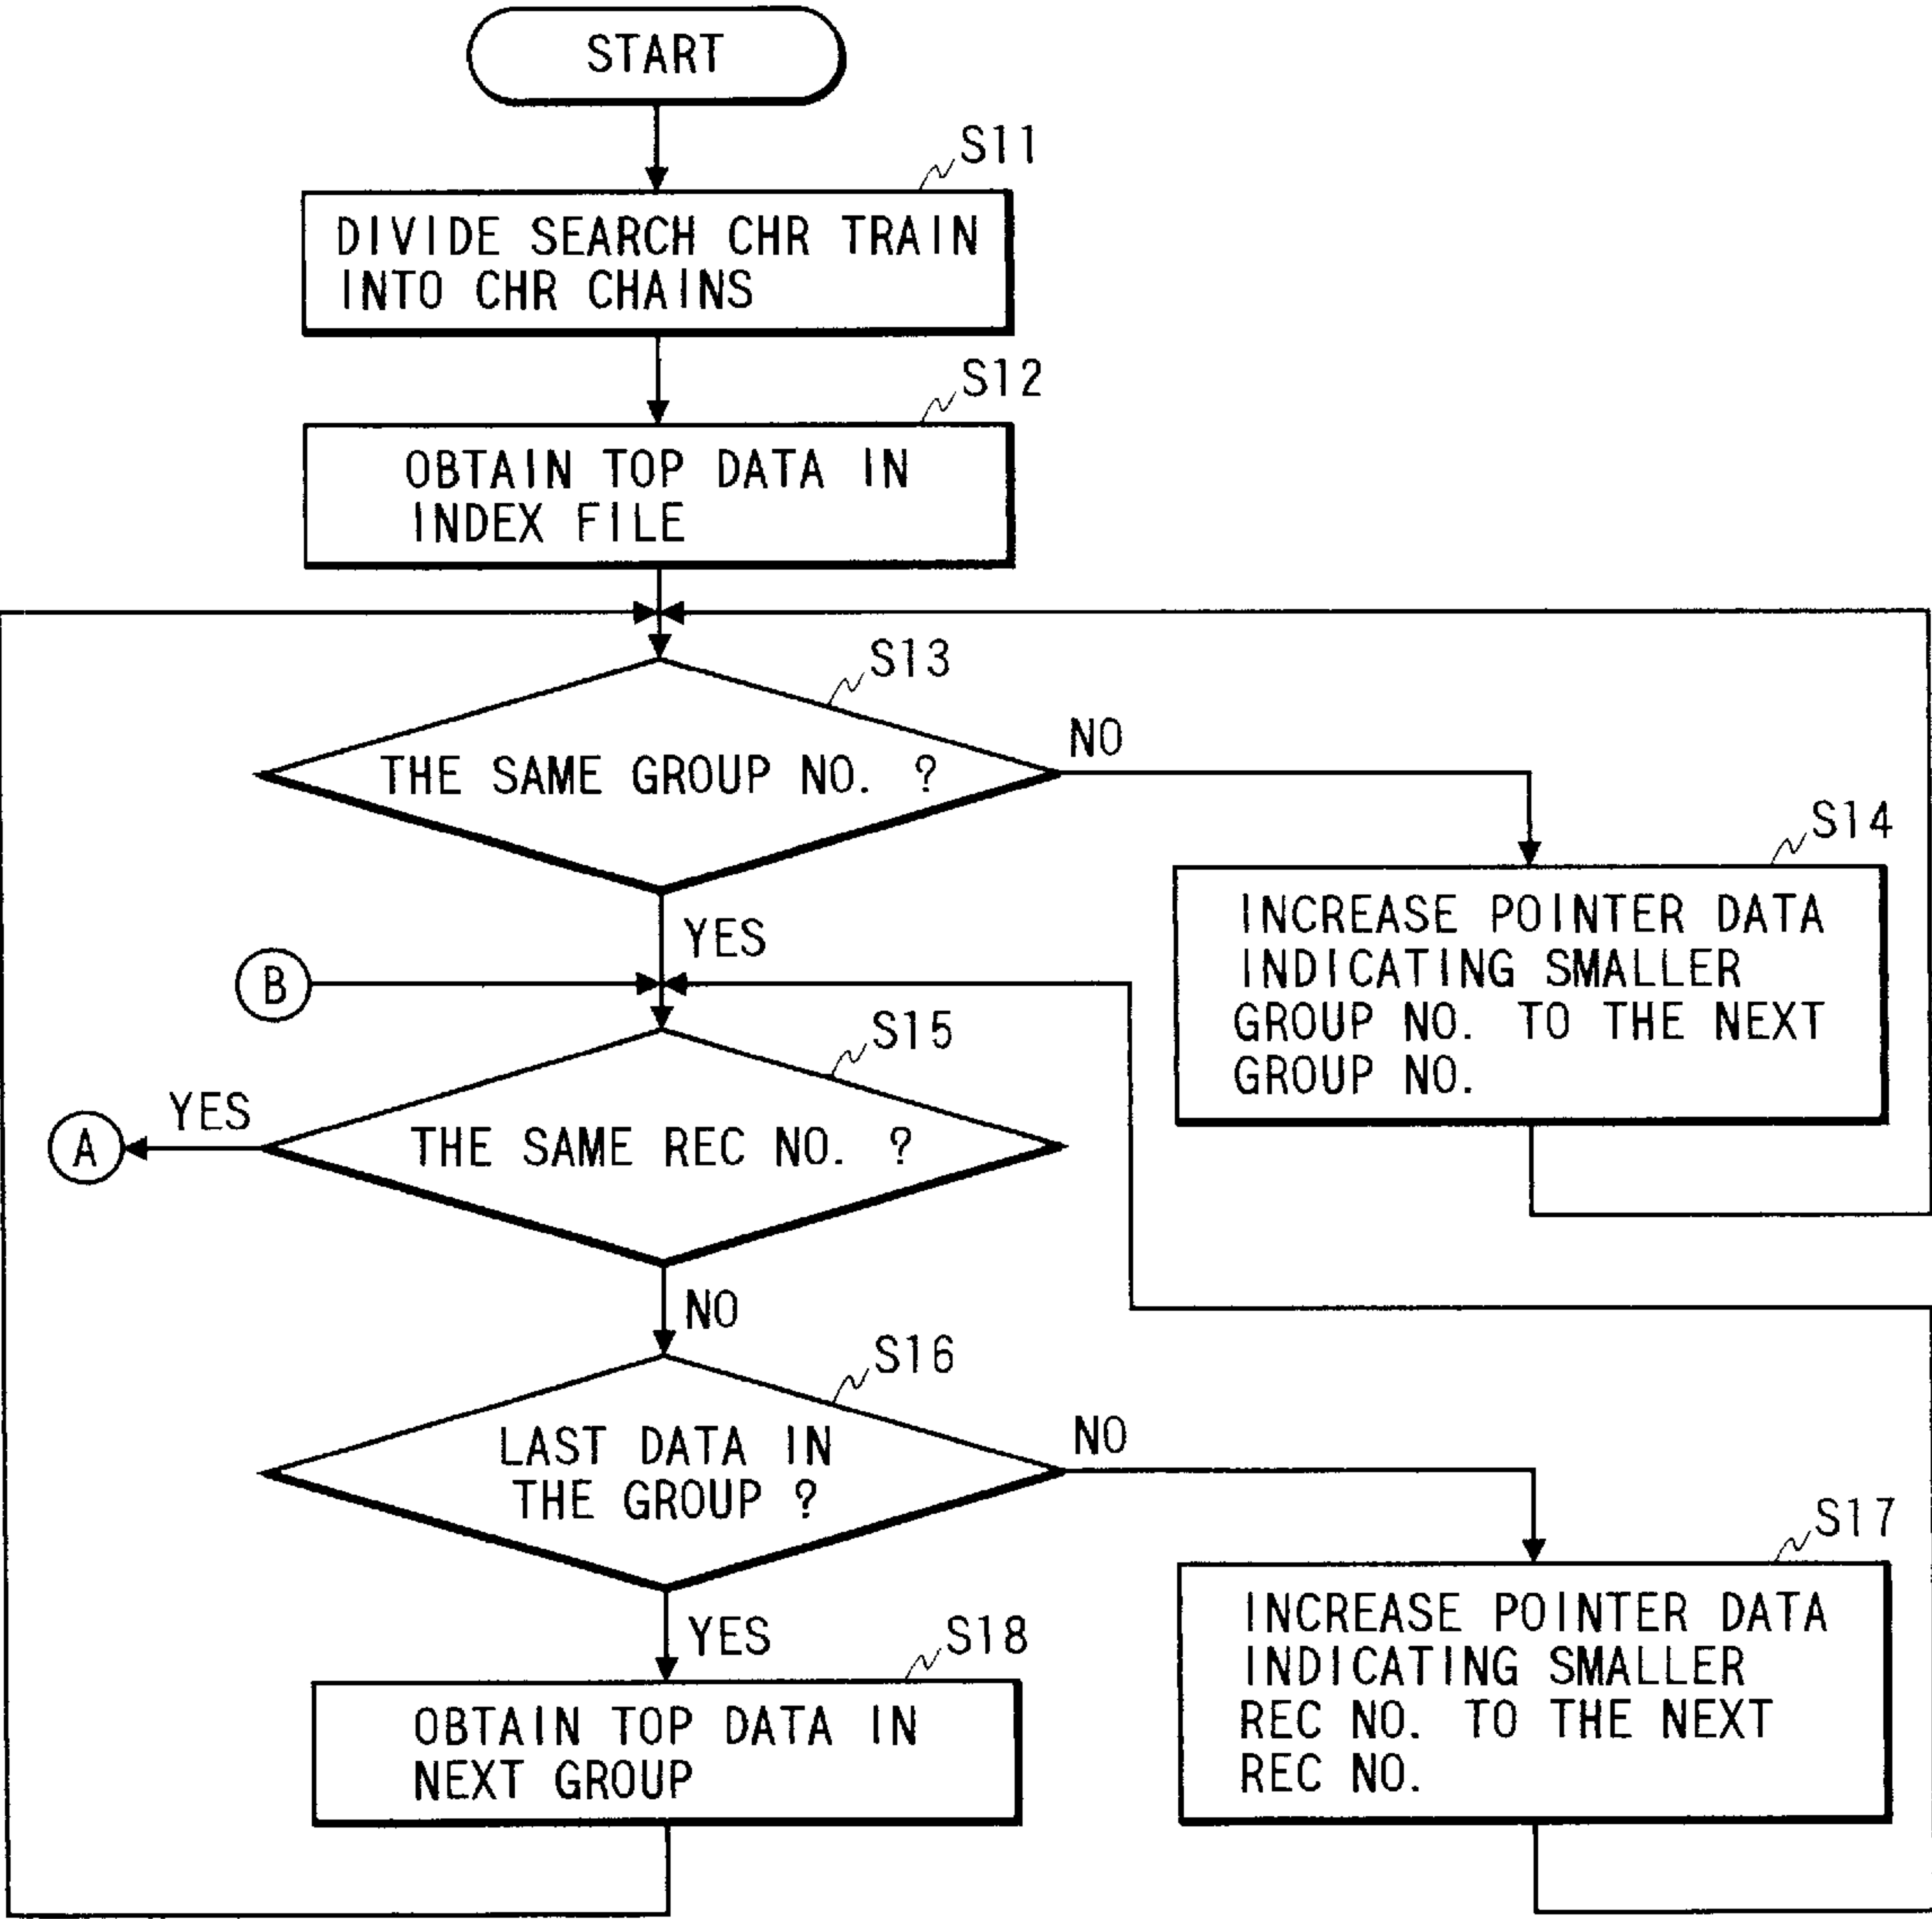 START
S11
DIVIDE SEARCH CHR TRAIN
INTO CHR CHAINS
S12
OBTAIN TOP DATA IN
INDEX FILE
S13
THE SAME GROUP NO. ?
NO
S14
INCREASE POINTER DATA
INDICATING SMALLER
GROUP NO. TO THE NEXT
GROUP NO.
YES
B
S15
YES
A
THE SAME REC NO. ?
NO
S16
LAST DATA IN
THE GROUP ?
NO
S17
INCREASE POINTER DATA
INDICATING SMALLER
REC NO. TO THE NEXT
REC NO.
YES
S18
OBTAIN TOP DATA IN
NEXT GROUP